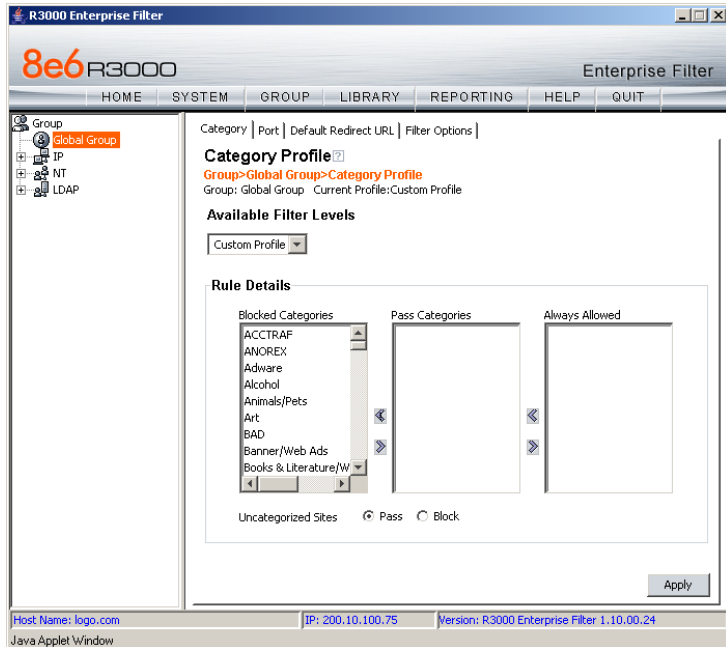 R3000 Enterprise Filter
8e6 R3000
Enterprise Filter
HOME SYSTEM GROUP LIBRARY REPORTING HELP QUIT
Group
Global Group
IP
NT
LDAP
Category Port Default Redirect URL Filter Options
Category Profile ?
Group>Global Group>Category Profile
Group: Global Group Current Profile:Custom Profile
Available Filter Levels
Custom Profile
Rule Details
Blocked Categories Pass Categories Always Allowed
ACCTRAF
ANOREX
Adware
Alcohol
Animals/Pets
Art
BAD
Banner/Web Ads
Books & Literature/W
Uncategorized Sites Pass Block
Apply
Host Name: logo.com IP: 200.10.100.75 Version: R3000 Enterprise Filter 1.10.00.24
Java Applet Window